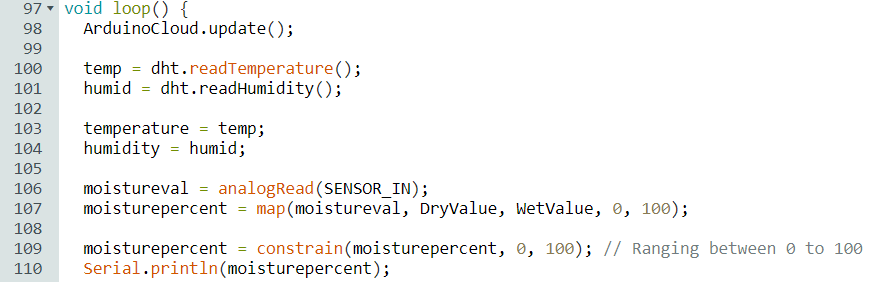 97 void loop() {
98   ArduinoCloud.update();
99
100   temp = dht.readTemperature();
101   humid = dht.readHumidity();
102
103   temperature = temp;
104   humidity = humid;
105
106   moistureval = analogRead(SENSOR_IN);
107   moisturepercent = map(moistureval, DryValue, WetValue, 0, 100);
108
109   moisturepercent = constrain(moisturepercent, 0, 100); // Ranging between 0 to 100
110   Serial.println(moisturepercent);